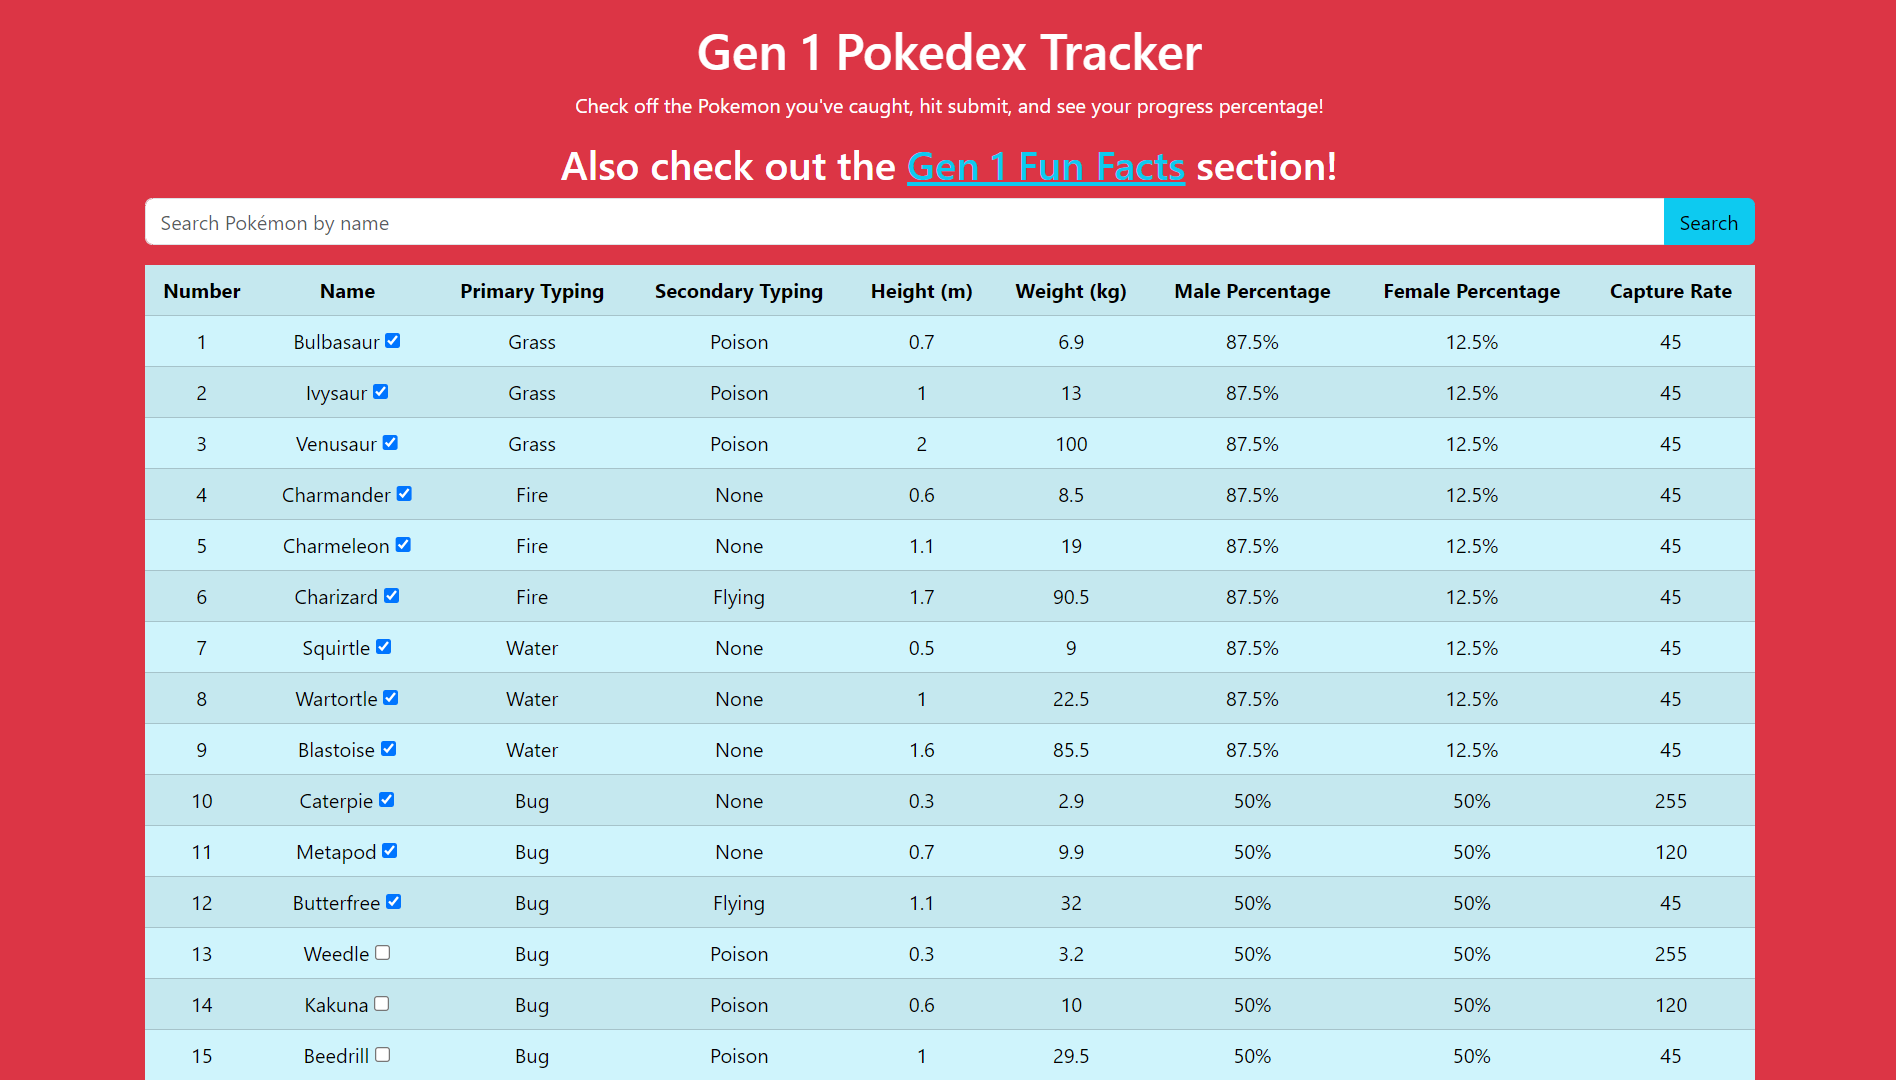 Gen 1 Pokedex Tracker
Check off the Pokemon you've caught, hit submit, and see your progress percentage!
Also check out the Gen 1 Fun Facts section!
Search Pokémon by name Search
Number Name Primary Typing Secondary Typing Height (m) Weight (kg) Male Percentage Female Percentage Capture Rate
1 Bulbasaur Grass Poison 0.7 6.9 87.5% 12.5% 45
2 Ivysaur Grass Poison 1 13 87.5% 12.5% 45
3 Venusaur Grass Poison 2 100 87.5% 12.5% 45
4 Charmander Fire None 0.6 8.5 87.5% 12.5% 45
5 Charmeleon Fire None 1.1 19 87.5% 12.5% 45
6 Charizard Fire Flying 1.7 90.5 87.5% 12.5% 45
7 Squirtle Water None 0.5 9 87.5% 12.5% 45
8 Wartortle Water None 1 22.5 87.5% 12.5% 45
9 Blastoise Water None 1.6 85.5 87.5% 12.5% 45
10 Caterpie Bug None 0.3 2.9 50% 50% 255
11 Metapod Bug None 0.7 9.9 50% 50% 120
12 Butterfree Bug Flying 1.1 32 50% 50% 45
13 Weedle Bug Poison 0.3 3.2 50% 50% 255
14 Kakuna Bug Poison 0.6 10 50% 50% 120
15 Beedrill Bug Poison 1 29.5 50% 50% 45